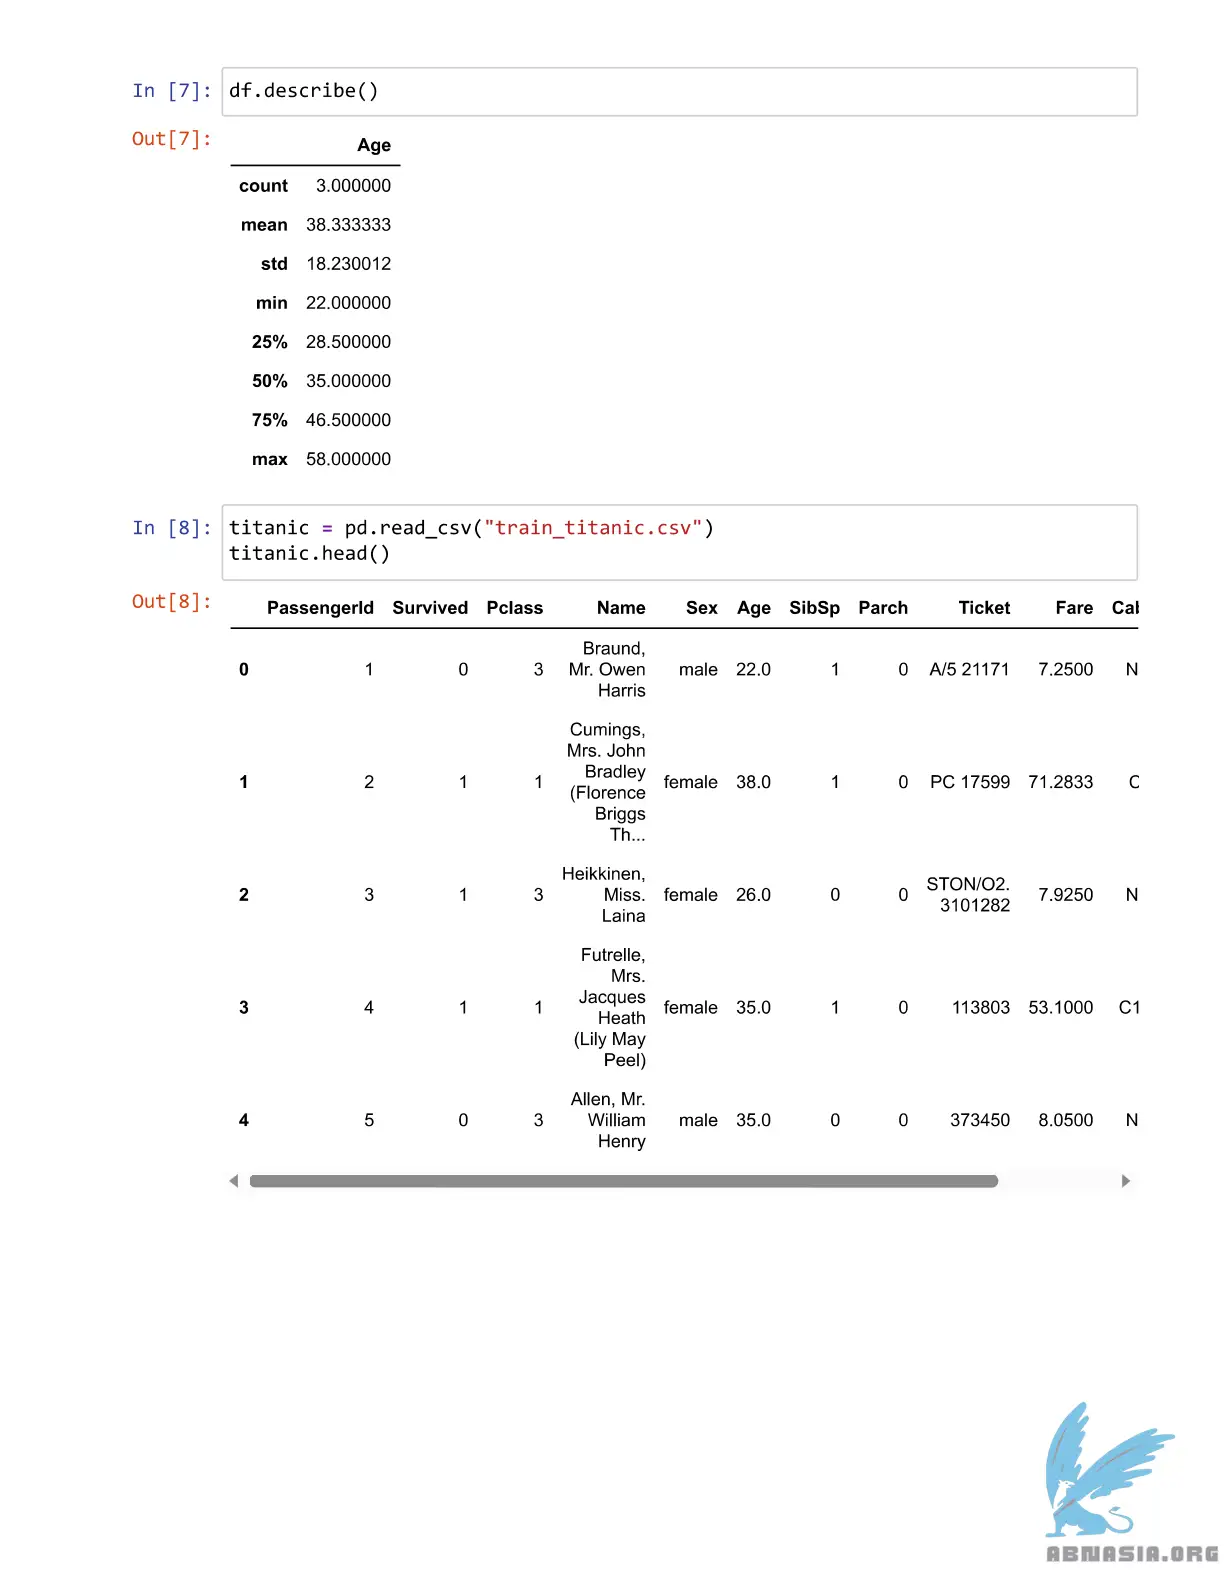 In [7]: df.describe()
Out[7]:
Age
count 3.000000
mean 38.333333
std 18.230012
min 22.000000
25% 28.500000
50% 35.000000
75% 46.500000
max 58.000000
In [8]: titanic = pd.read_csv("train_titanic.csv")
titanic.head()
Out[8]:
PassengerId Survived Pclass Name Sex Age SibSp Parch Ticket Fare Cab
Braund,
0 1 0 3 Mr. Owen male 22.0 1 0 A/5 21171 7.2500 N
Harris
Cumings,
Mrs. John
Bradley
1 2 1 1 (Florence female 38.0 1 0 PC 17599 71.2833 C
Briggs
Th...
Heikkinen,
2 3 1 3 Miss. female 26.0 0 0 STON/O2. 7.9250 N
Laina 3101282
Futrelle,
Mrs.
Jacques
3 4 1 1 Heath female 35.0 1 0 113803 53.1000 C1
(Lily May
Peel)
Allen, Mr.
4 5 0 3 William male 35.0 0 0 373450 8.0500 N
Henry
ABNASIA.ORG